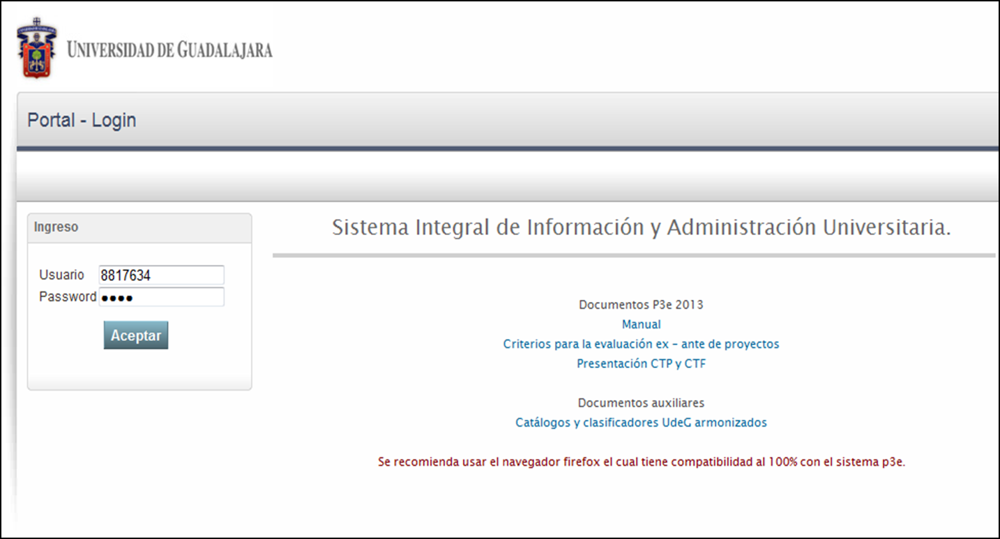 UNIVERSIDAD DE GUADALAJARA
Portal - Login
Ingreso
Usuario 8817634
Password ••••
Aceptar
Sistema Integral de Información y Administración Universitaria.
Documentos P3e 2013
Manual
Criterios para la evaluación ex - ante de proyectos
Presentación CTP y CTF
Documentos auxiliares
Catálogos y clasificadores UdeG armonizados
Se recomienda usar el navegador firefox el cual tiene compatibilidad al 100% con el sistema p3e.